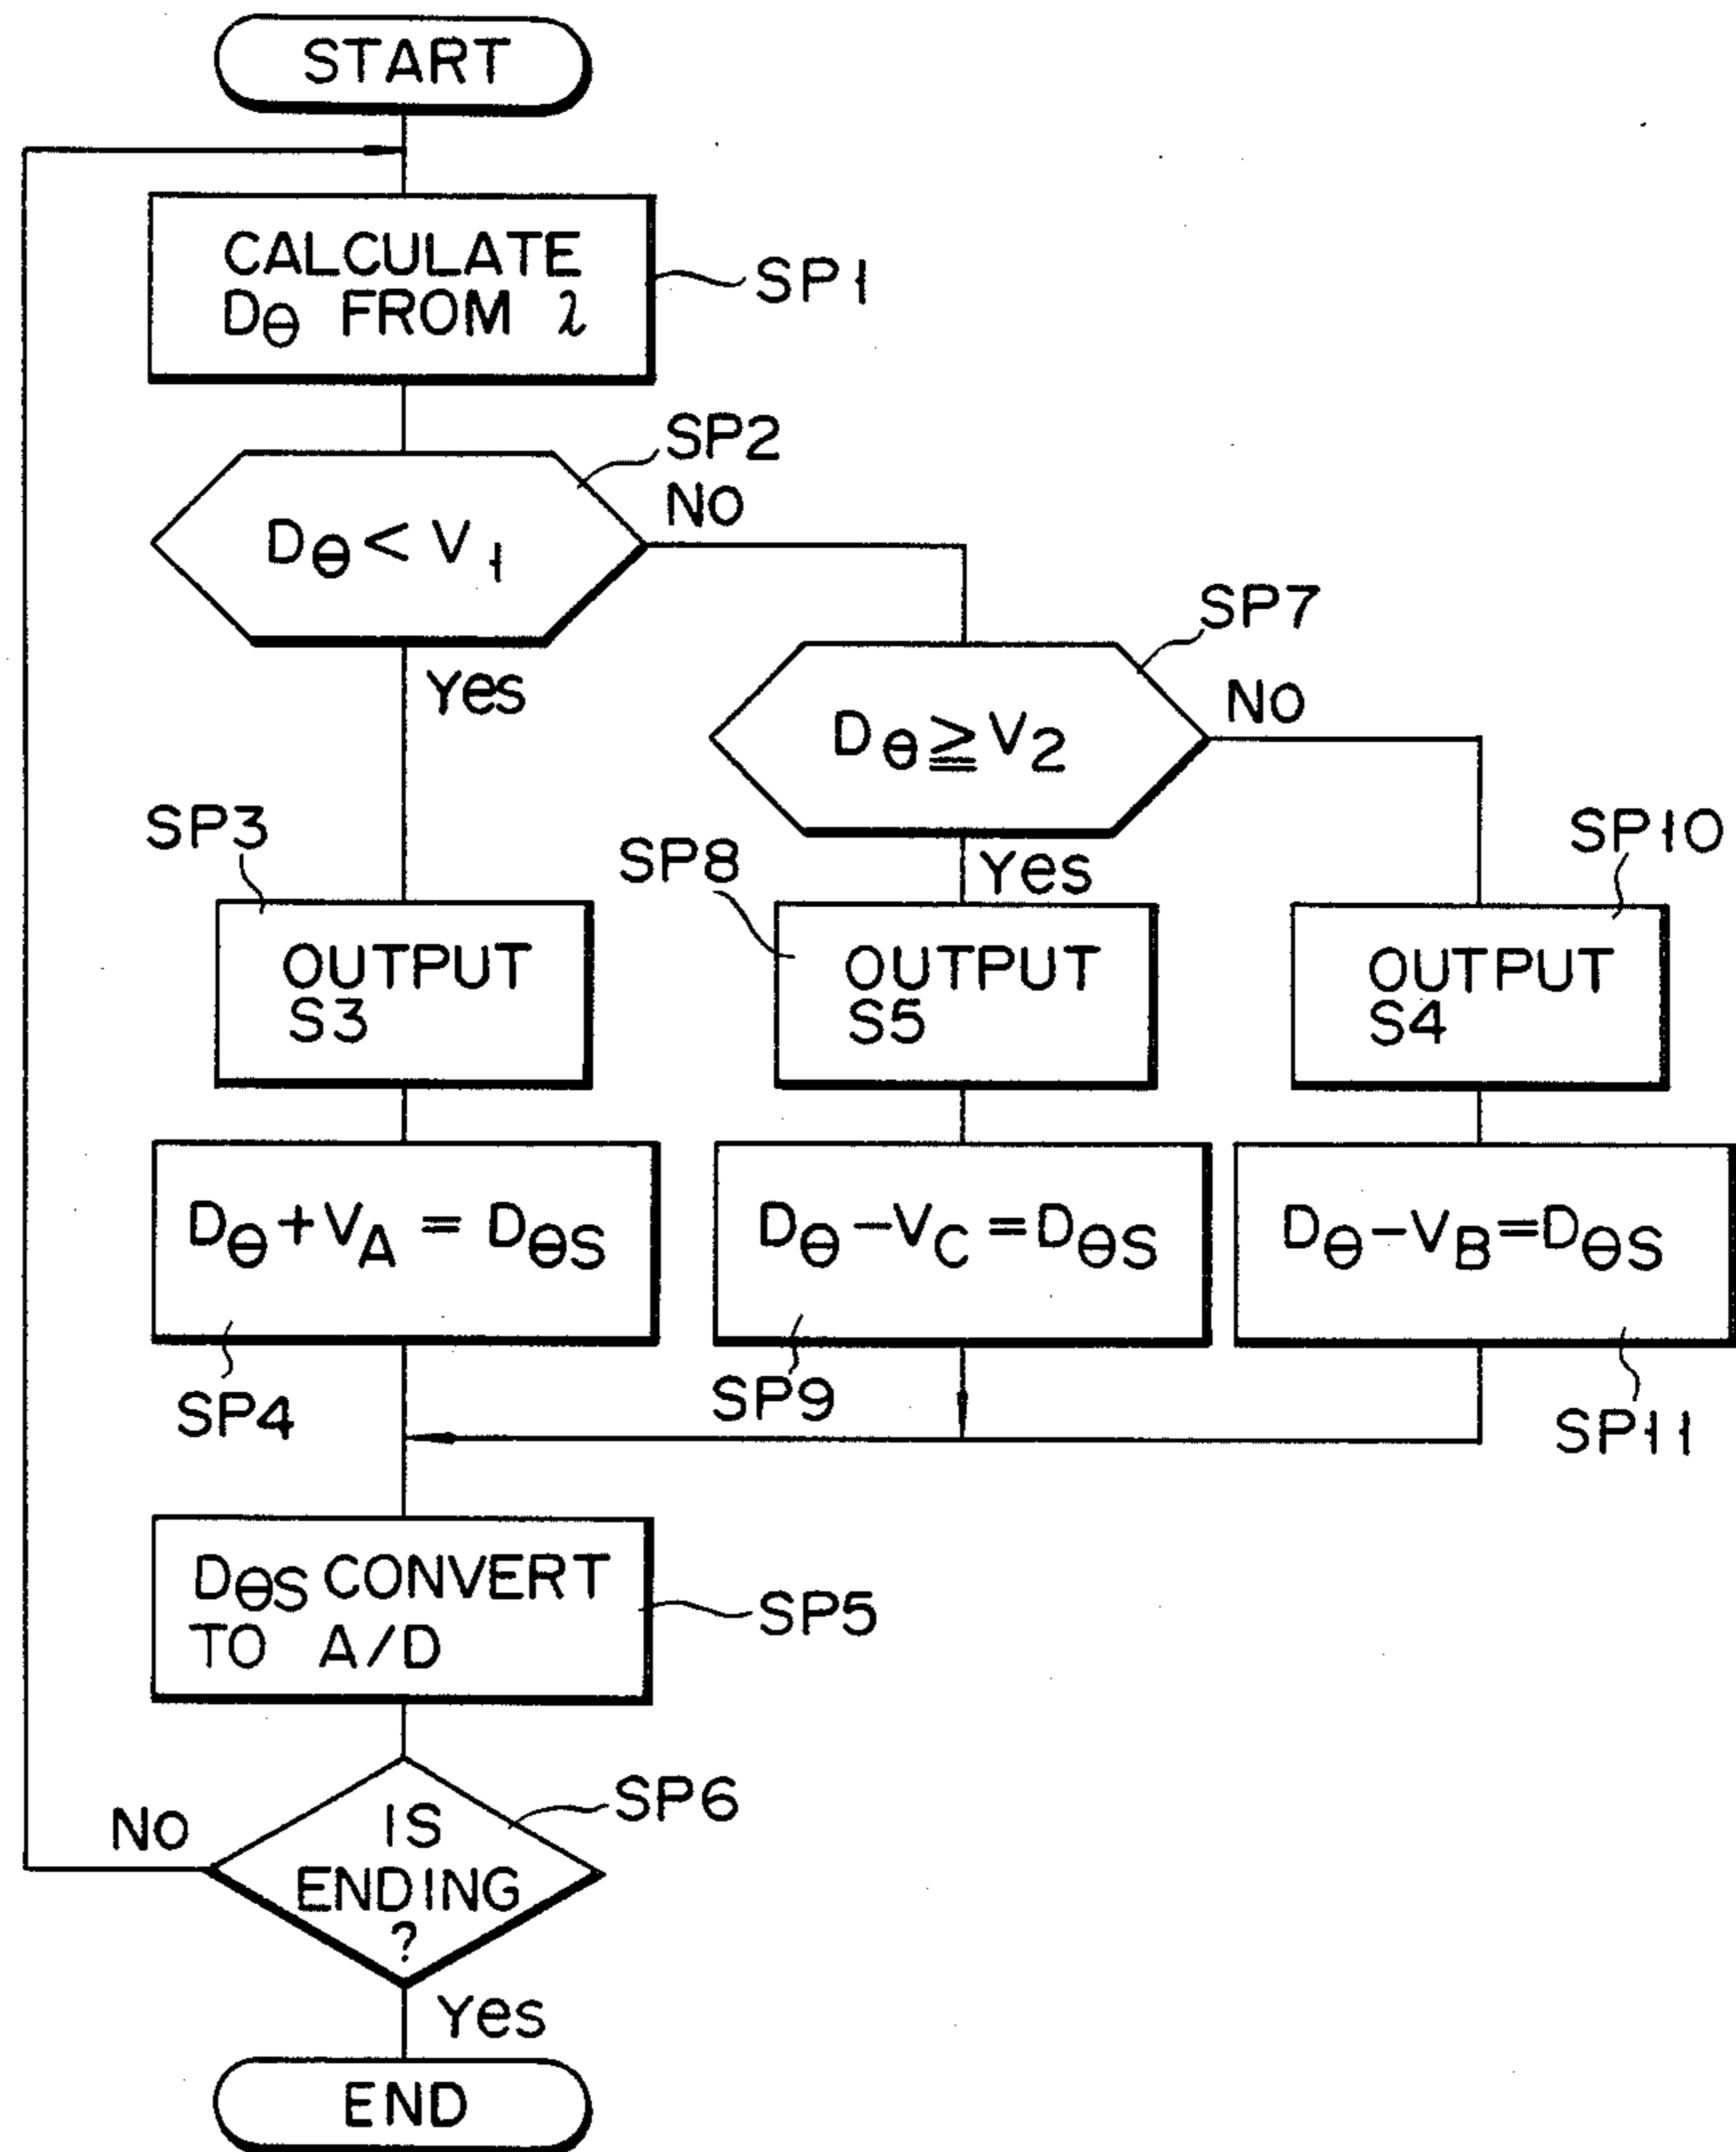 START
CALCULATE
Dθ FROM λ
SP1
SP2
NO
Dθ < V1
Yes
SP7
NO
Dθ ≧ V2
Yes
SP3
SP8
SP10
OUTPUT
S3
OUTPUT
S5
OUTPUT
S4
Dθ + VA = DθS
Dθ − VC = DθS
Dθ − VB = DθS
SP4
SP9
SP11
DθS CONVERT
TO A/D
SP5
SP6
NO
IS
ENDING
?
Yes
END